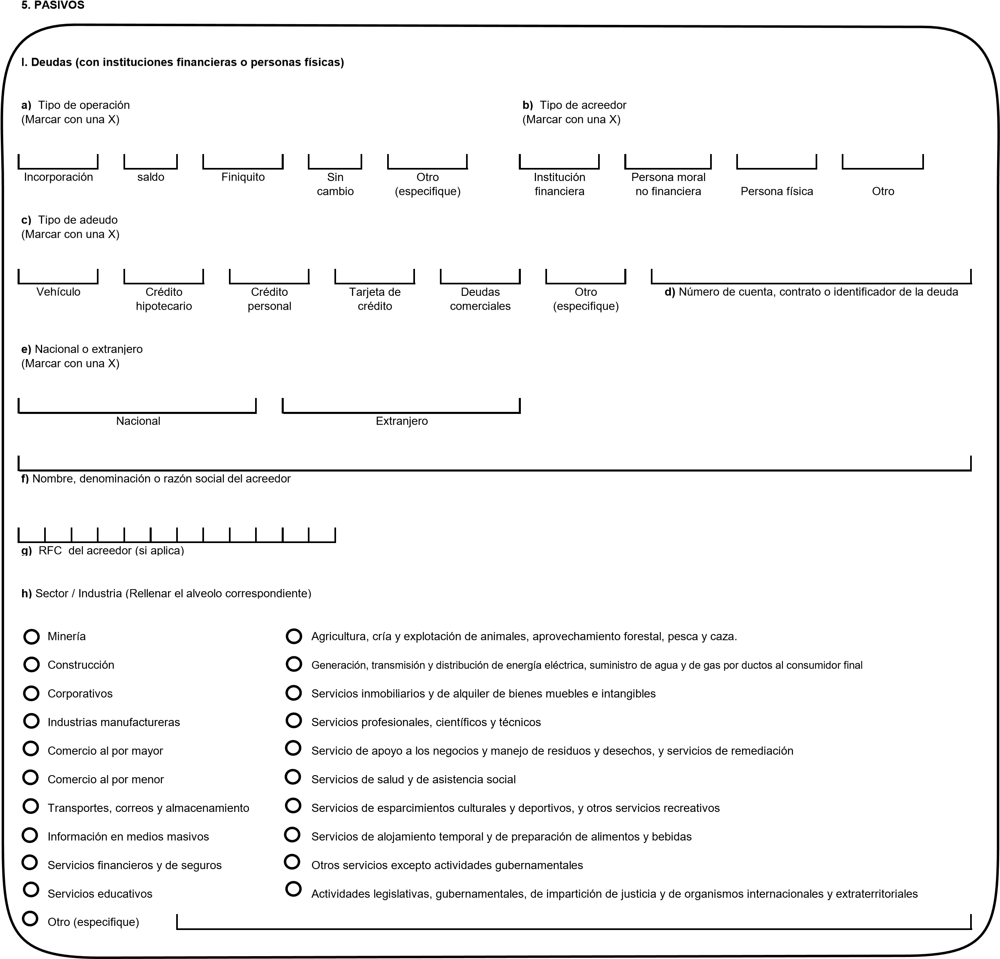 5. PASIVOS
I. Deudas (con instituciones financieras o personas físicas)
a) Tipo de operación
(Marcar con una X)
b) Tipo de acreedor
(Marcar con una X)
Incorporación saldo Finiquito Sin cambio Otro (especifique)
Institución financiera Persona moral no financiera Persona física Otro
c) Tipo de adeudo
(Marcar con una X)
Vehículo Crédito hipotecario Crédito personal Tarjeta de crédito Deudas comerciales Otro (especifique) d) Número de cuenta, contrato o identificador de la deuda
e) Nacional o extranjero
(Marcar con una X)
Nacional Extranjero
f) Nombre, denominación o razón social del acreedor
g) RFC del acreedor (si aplica)
h) Sector / Industria (Rellenar el alveolo correspondiente)
Minería
Agricultura, cría y explotación de animales, aprovechamiento forestal, pesca y caza.
Construcción
Generación, transmisión y distribución de energía eléctrica, suministro de agua y de gas por ductos al consumidor final
Corporativos
Servicios inmobiliarios y de alquiler de bienes muebles e intangibles
Industrias manufactureras
Servicios profesionales, científicos y técnicos
Comercio al por mayor
Servicio de apoyo a los negocios y manejo de residuos y desechos, y servicios de remediación
Comercio al por menor
Servicios de salud y de asistencia social
Transportes, correos y almacenamiento
Servicios de esparcimientos culturales y deportivos, y otros servicios recreativos
Información en medios masivos
Servicios de alojamiento temporal y de preparación de alimentos y bebidas
Servicios financieros y de seguros
Otros servicios excepto actividades gubernamentales
Servicios educativos
Actividades legislativas, gubernamentales, de impartición de justicia y de organismos internacionales y extraterritoriales
Otro (especifique)